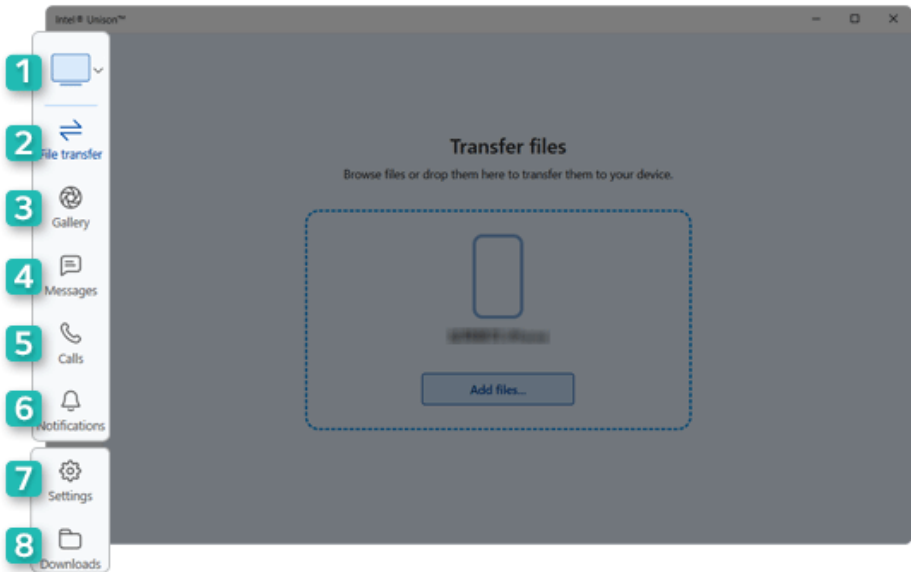 Intel® Unison™
1
2
File transfer
3
Gallery
4
Messages
5
Calls
6
Notifications
7
Settings
8
Downloads
Transfer files
Browse files or drop them here to transfer them to your device.
Add files...